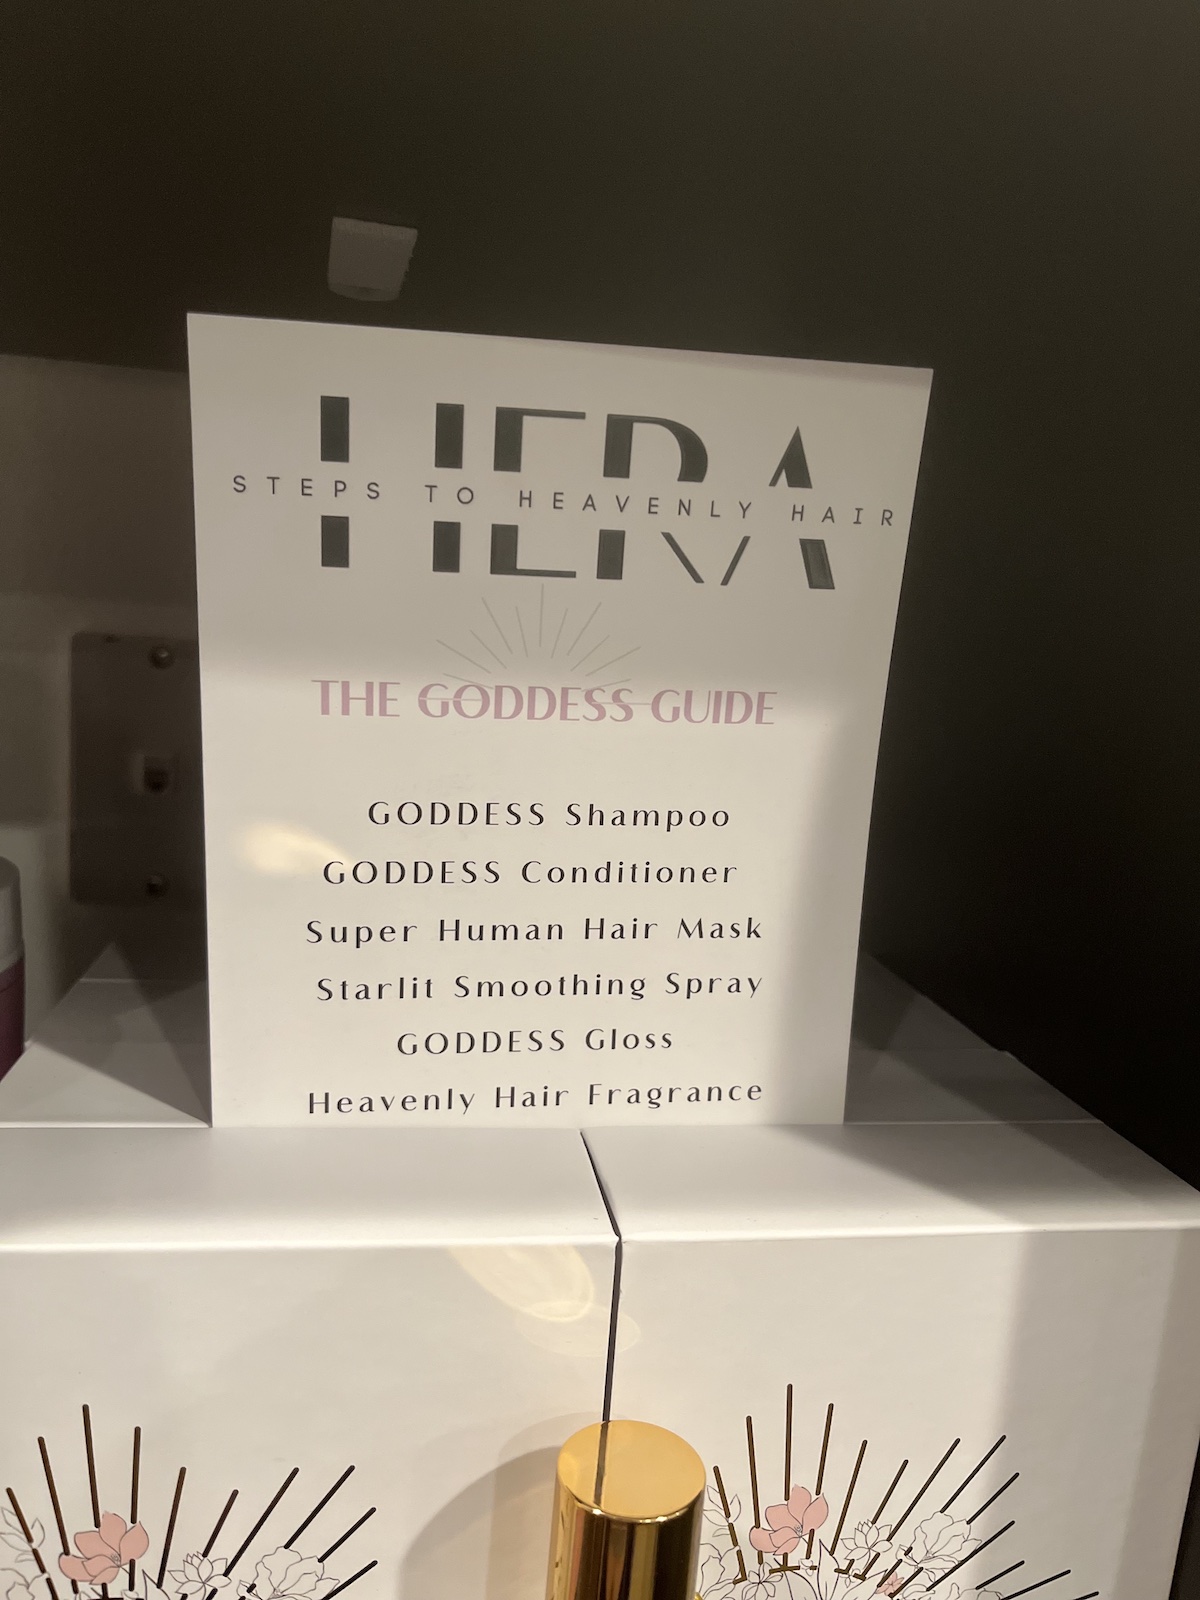 HERA
STEPS TO HEAVENLY HAIR
THE GODDESS GUIDE
GODDESS Shampoo
GODDESS Conditioner
Super Human Hair Mask
Starlit Smoothing Spray
GODDESS Gloss
Heavenly Hair Fragrance